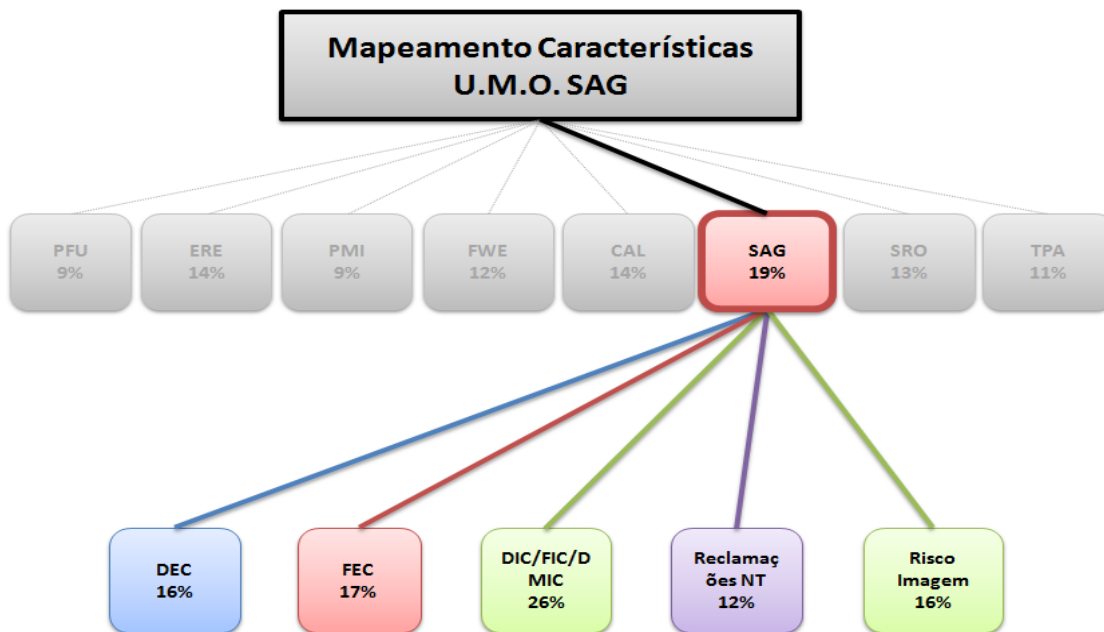 Mapeamento Características
U.M.O. SAG
PFU
9%
ERE
14%
PMI
9%
FWE
12%
CAL
14%
SAG
19%
SRO
13%
TPA
11%
DEC
16%
FEC
17%
DIC/FIC/D
MIC
26%
Reclamaç
ões NT
12%
Risco
Imagem
16%